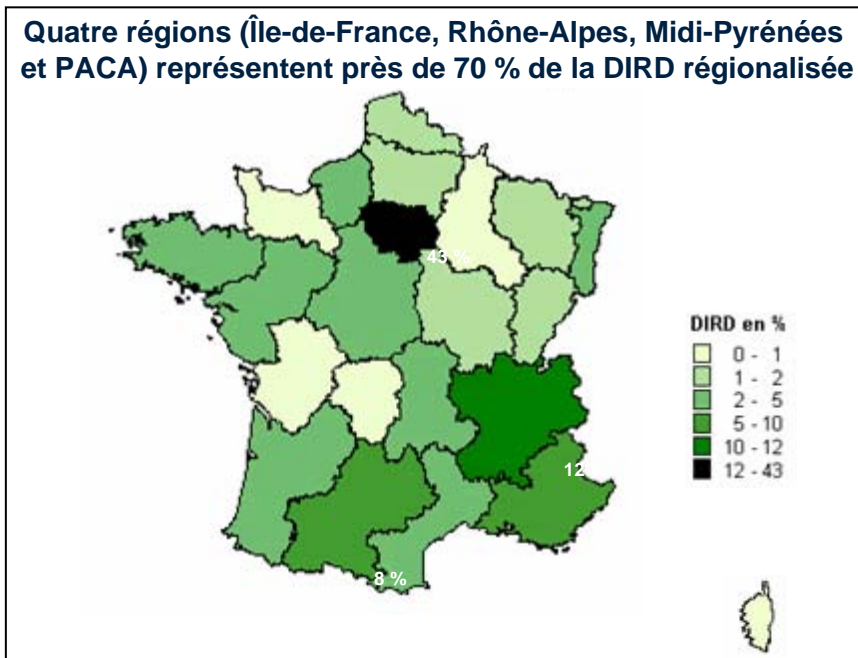 Quatre régions (Île-de-France, Rhône-Alpes, Midi-Pyrénées
et PACA) représentent près de 70 % de la DIRD régionalisée
43 %
DIRD en %
0 - 1
1 - 2
2 - 5
5 - 10
10 - 12
12 - 43
12
8 %